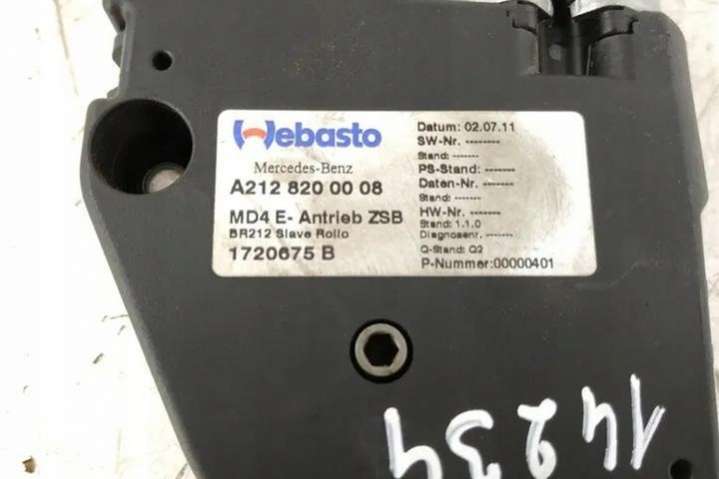 Webasto
Mercedes-Benz
A212 820 00 08
MD4 E- Antrieb ZSB
BR212 Slave Rollo
1720675 B
Datum: 02.07.11
SW-Nr. --------
Stand: -------
PS-Stand: -------
Daten-Nr. -------
Stand: -------
HW-Nr. -------
Stand: 1.1.0
Diagnosenr. -------
Q-Stand: Q2
P-Nummer:00000401
14234